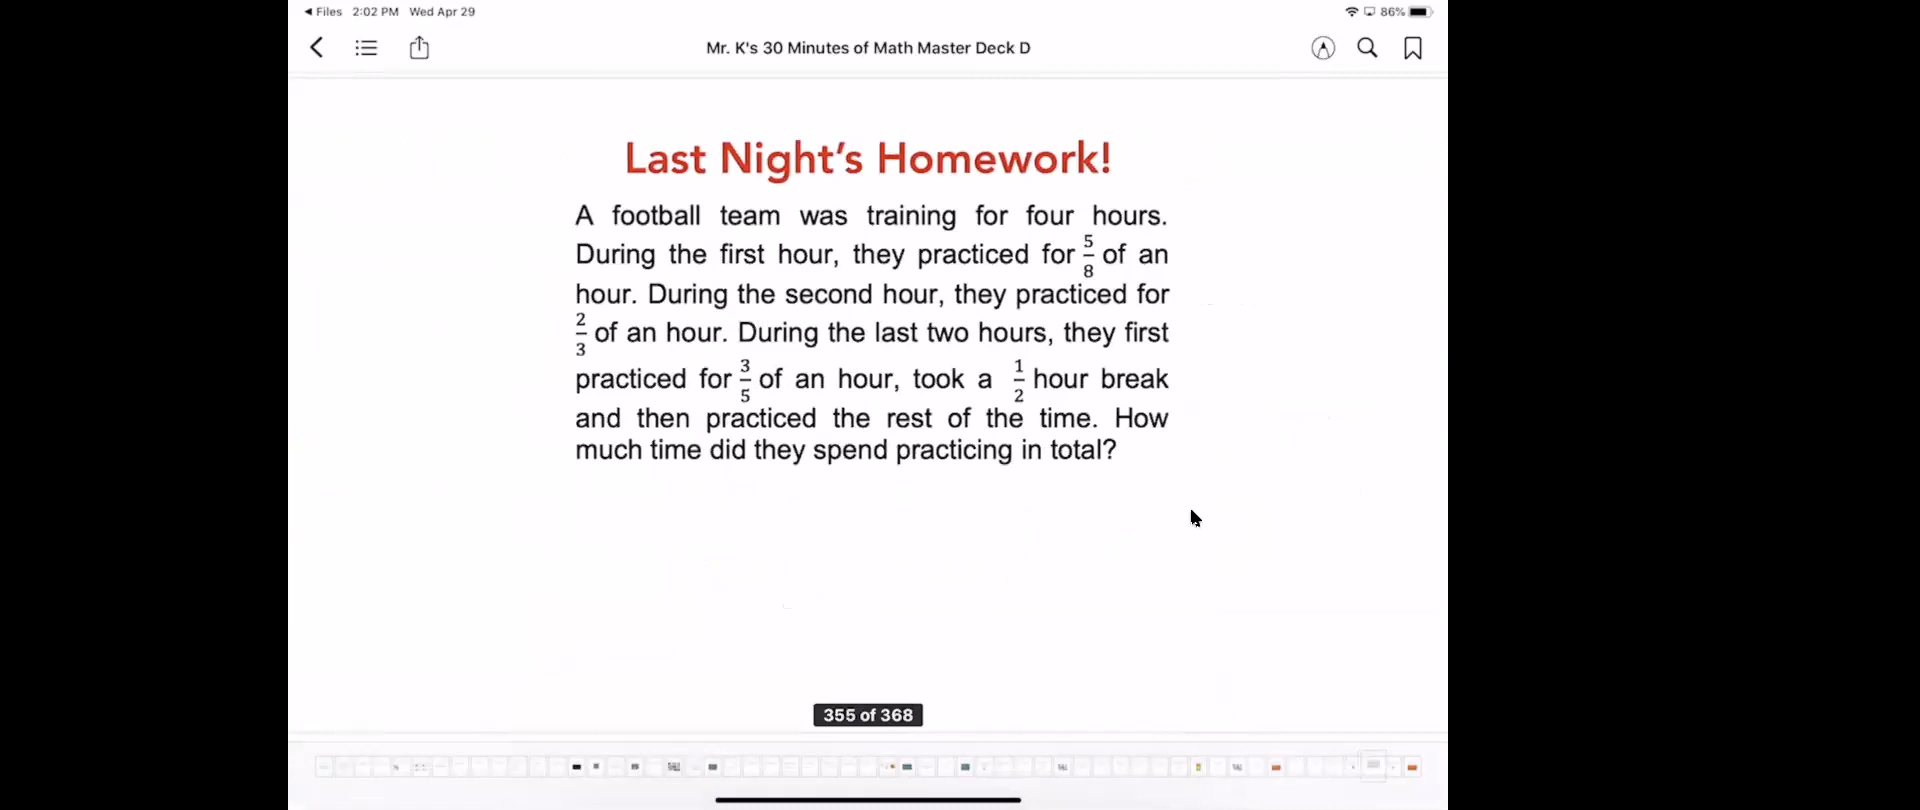 Files 2:02 PM Wed Apr 29 86%
Mr. K's 30 Minutes of Math Master Deck D
Last Night's Homework!
A football team was training for four hours.
During the first hour, they practiced for 5/8 of an
hour. During the second hour, they practiced for
2/3 of an hour. During the last two hours, they first
practiced for 3/5 of an hour, took a 1/2 hour break
and then practiced the rest of the time. How
much time did they spend practicing in total?
355 of 368